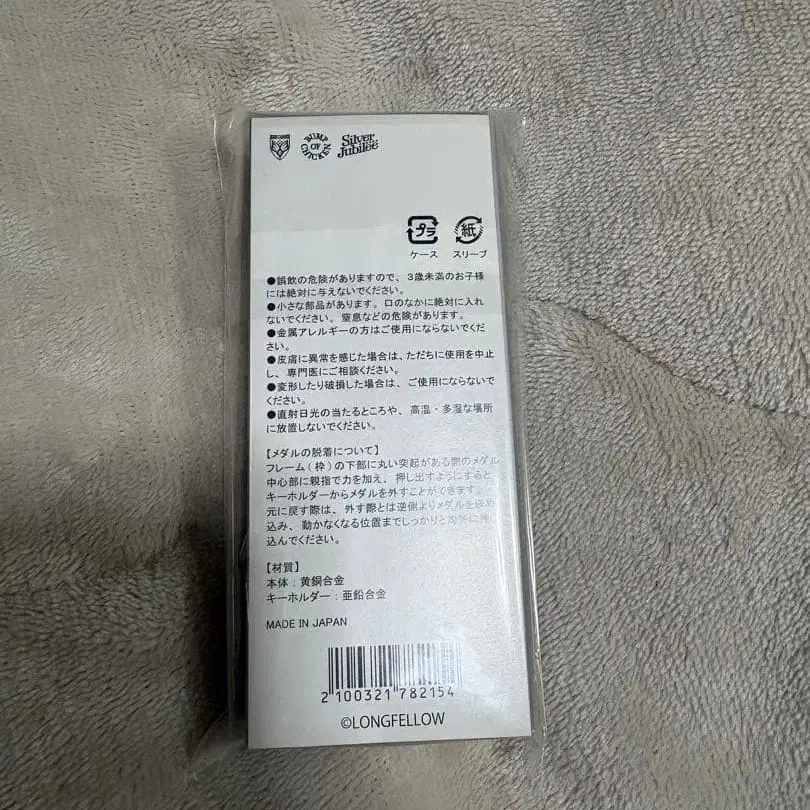 BUMP OF CHICKEN
Silver Jubilee
プラ
紙
ケース
スリーブ
●誤飲の危険がありますので、3歳未満のお子様
には絶対に与えないでください。
●小さな部品があります。口のなかに絶対に入れ
ないでください。窒息などの危険があります。
●金属アレルギーの方はご使用にならないでくだ
さい。
●皮膚に異常を感じた場合は、ただちに使用を中止
し、専門医にご相談ください。
●変形したり破損した場合は、ご使用にならないで
ください。
●直射日光の当たるところや、高温・多湿な場所
に放置しないでください。
【メダルの脱着について】
フレーム(枠)の下部に丸い突起がある側のメダル
中心部に親指で力を加え、押し出すようにすると
キーホルダーからメダルを外すことができます。
元に戻す際は、外す際とは逆側よりメダルを嵌め
込み、動かなくなる位置までしっかりと
込んでください。
【材質】
本体：黄銅合金
キーホルダー：亜鉛合金
MADE IN JAPAN
2 100321 782154
©LONGFELLOW